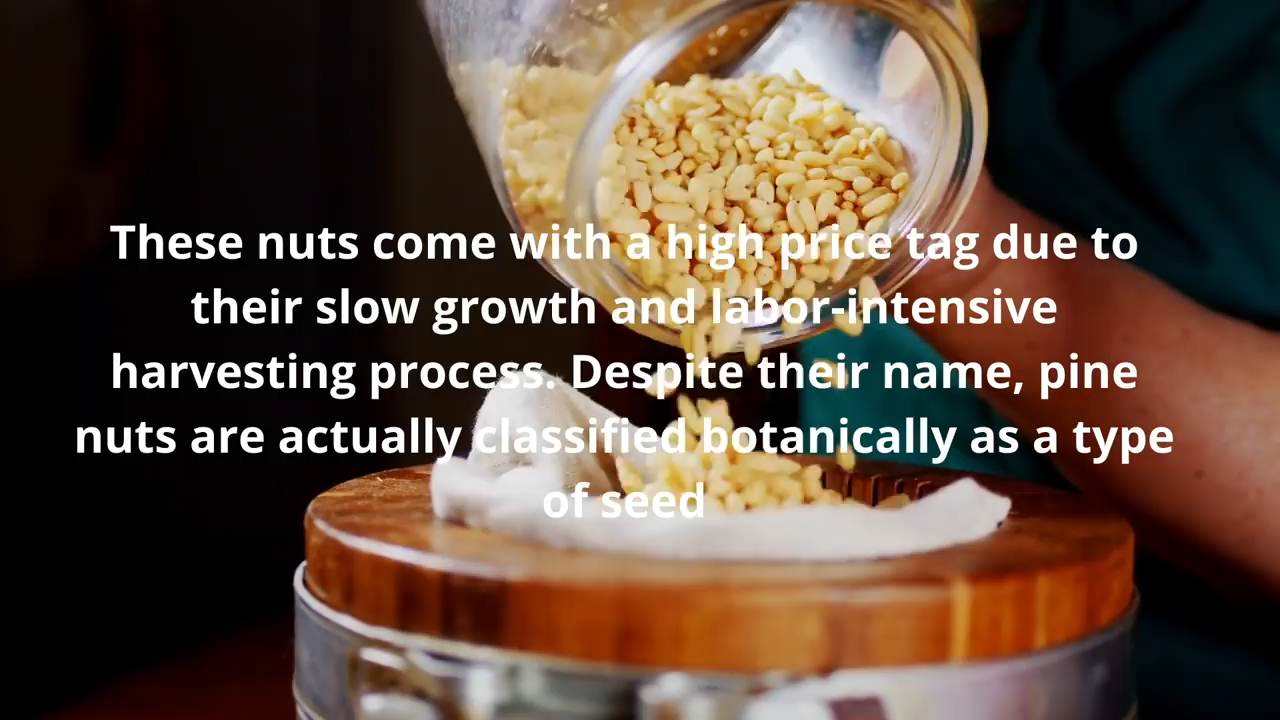 These nuts come with a high price tag due to
their slow growth and labor-intensive
harvesting process. Despite their name, pine
nuts are actually classified botanically as a type
of seed